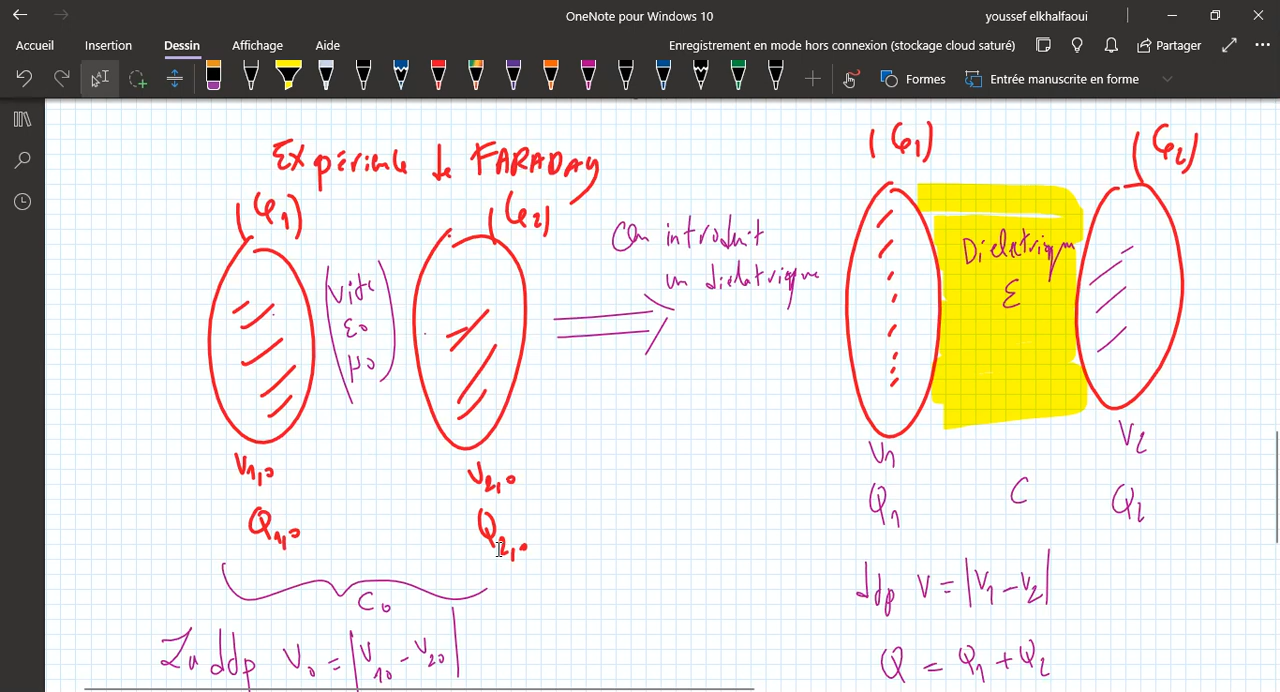 OneNote pour Windows 10
youssef elkhalfaoui
Accueil
Insertion
Dessin
Affichage
Aide
Enregistrement en mode hors connexion (stockage cloud saturé)
Partager
Formes
Entrée manuscrite en forme
Expérience de FARADAY
(φ1)
(φ2)
(vide
ε0
μ0)
V1,0
V2,0
Q1,0
Q2,0
C0
La ddp V0 = |V10 - V20|
On introduit
un diélectrique
(φ1)
(φ2)
Diélectrique
ε
V1
V2
Q1
C
Q2
ddp V = |V1 - V2|
Q = Q1 + Q2